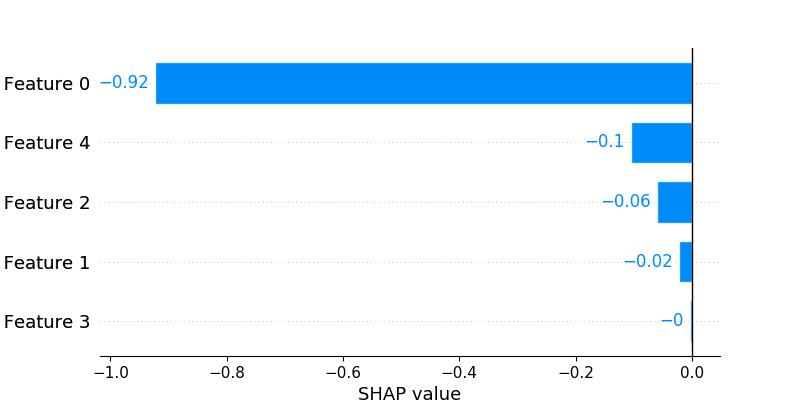 Feature 0 −0.92
Feature 4 −0.1
Feature 2 −0.06
Feature 1 −0.02
Feature 3 −0
−1.0 −0.8 −0.6 −0.4 −0.2 0.0
SHAP value